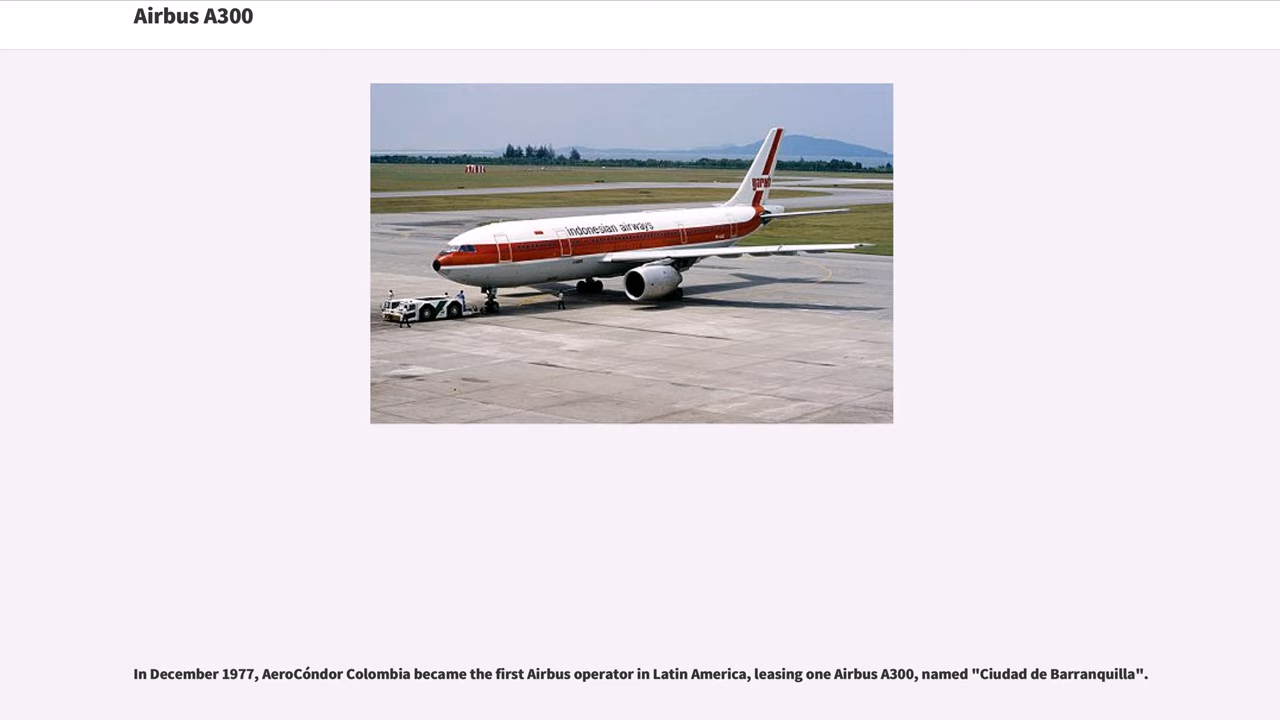 Airbus A300
garuda
indonesian airways
In December 1977, AeroCóndor Colombia became the first Airbus operator in Latin America, leasing one Airbus A300, named "Ciudad de Barranquilla".